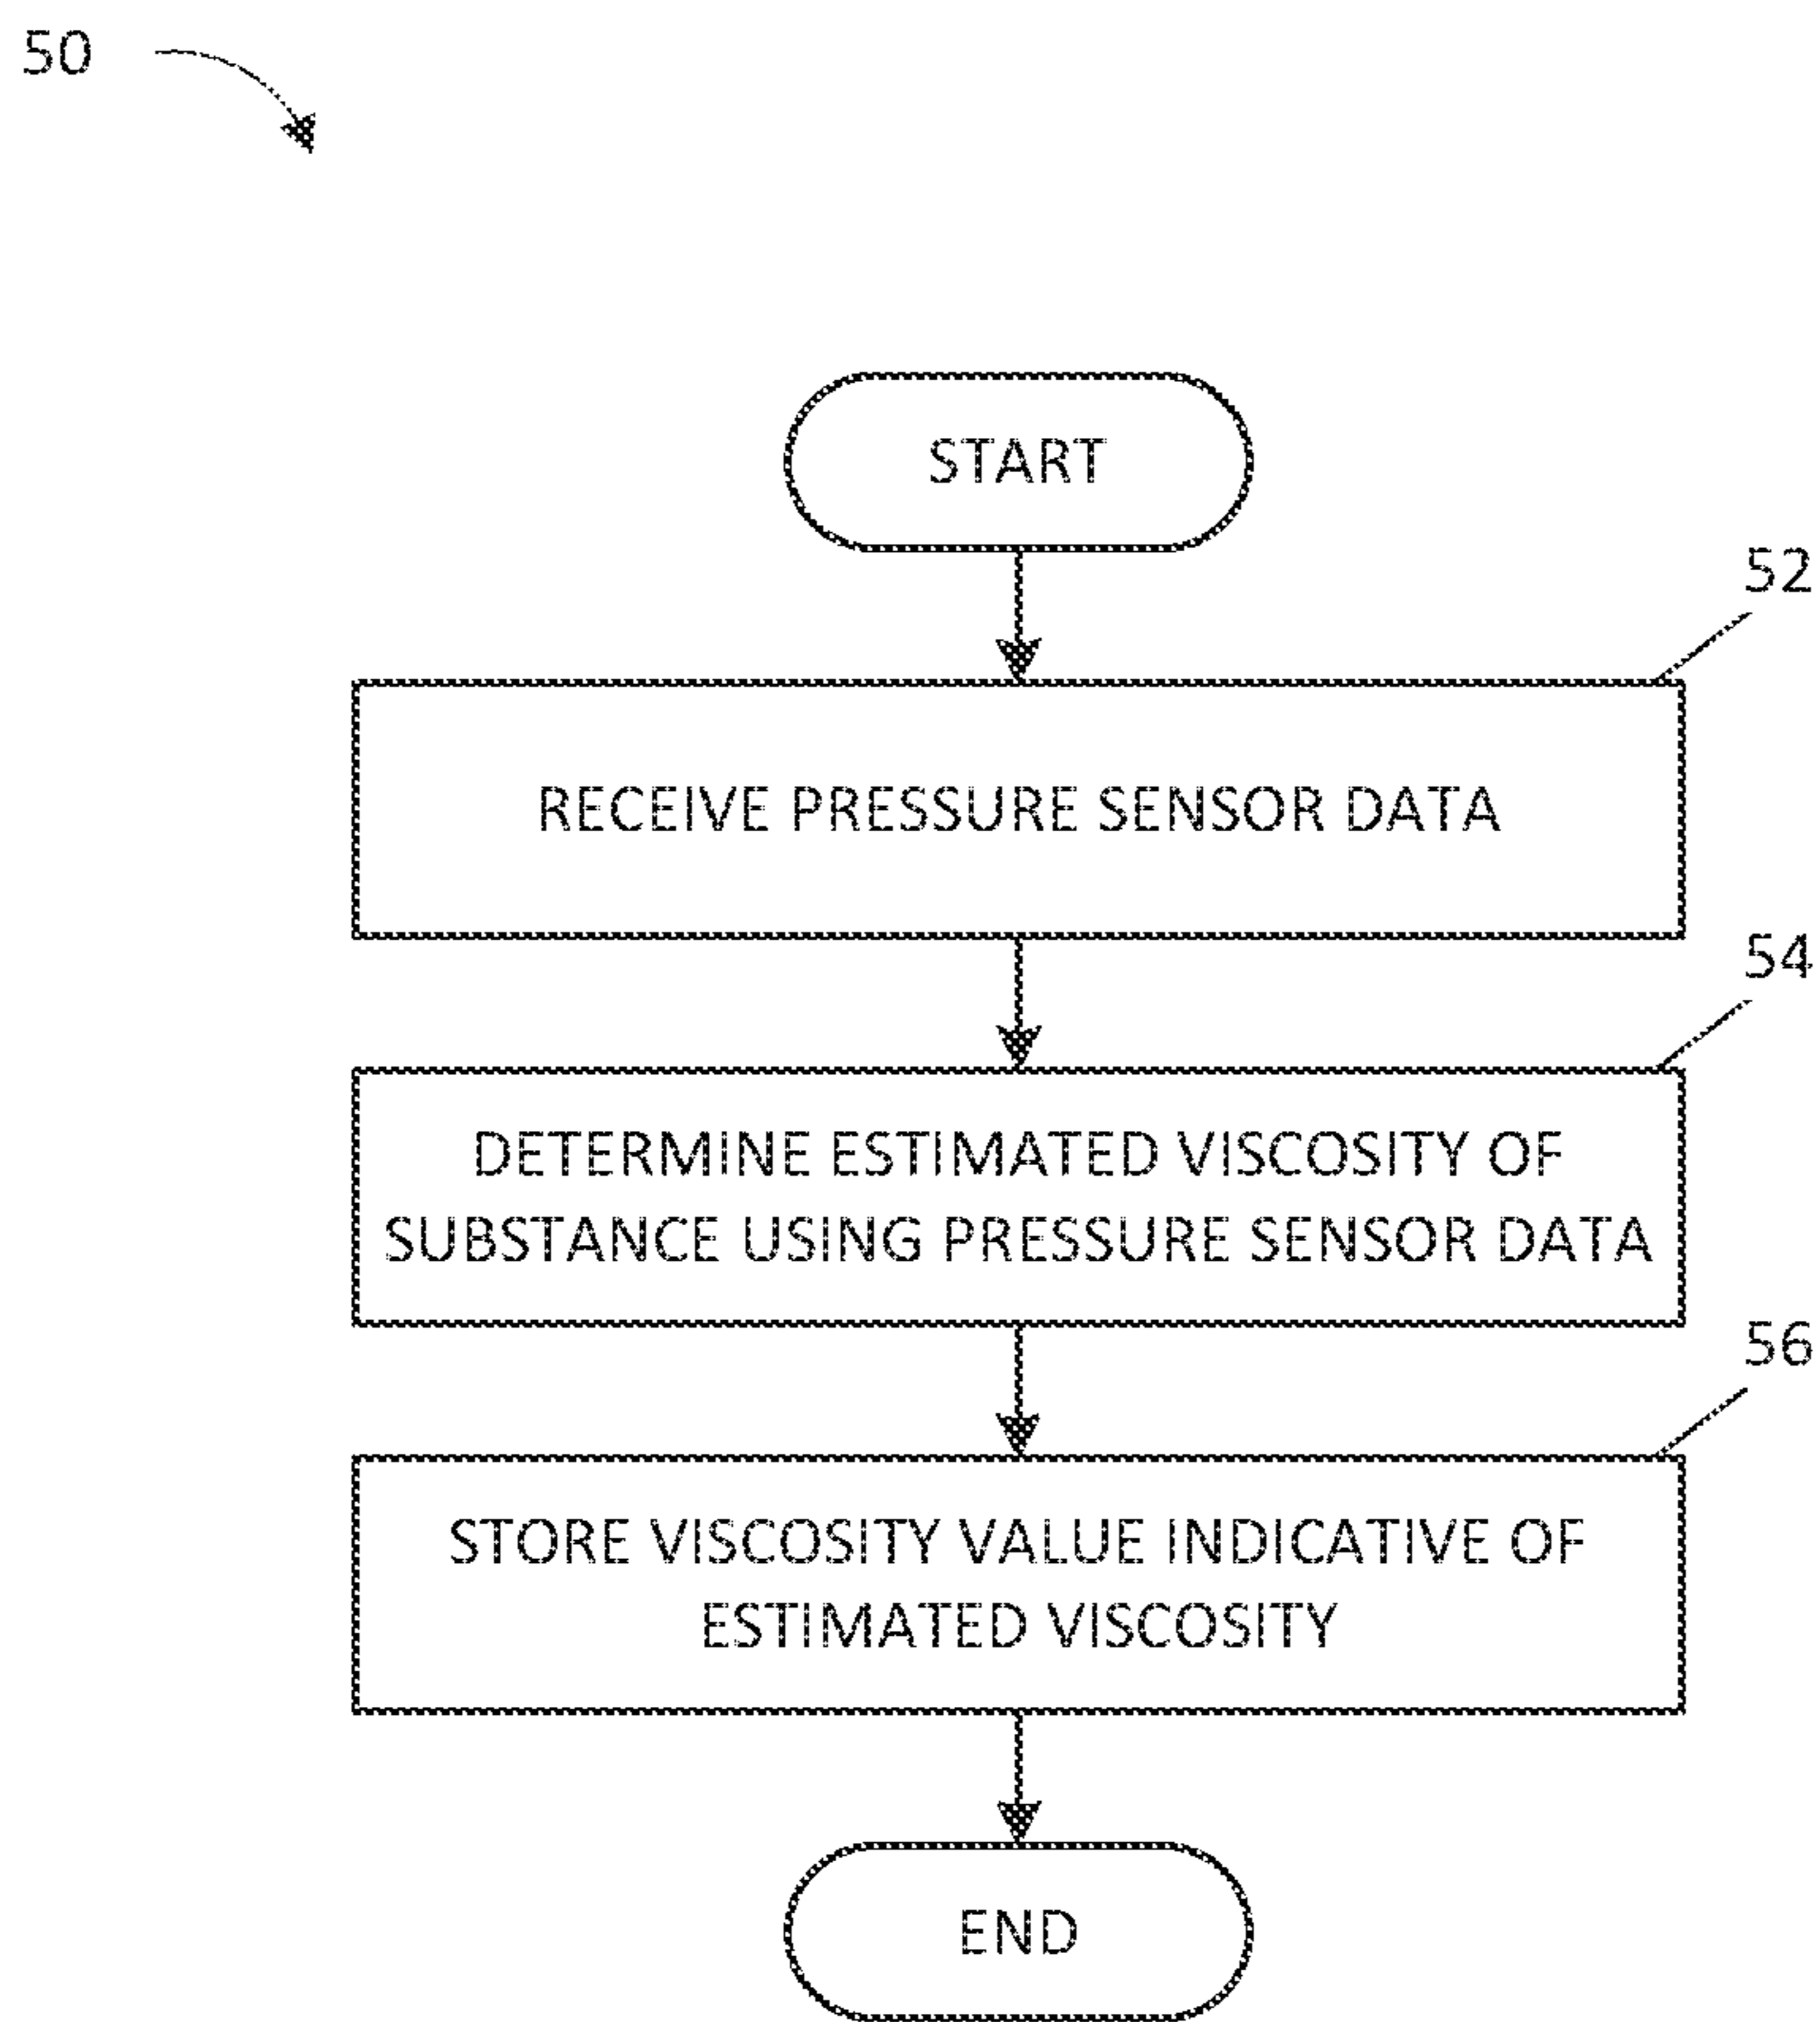 50
START
52
RECEIVE PRESSURE SENSOR DATA
54
DETERMINE ESTIMATED VISCOSITY OF
SUBSTANCE USING PRESSURE SENSOR DATA
56
STORE VISCOSITY VALUE INDICATIVE OF
ESTIMATED VISCOSITY
END